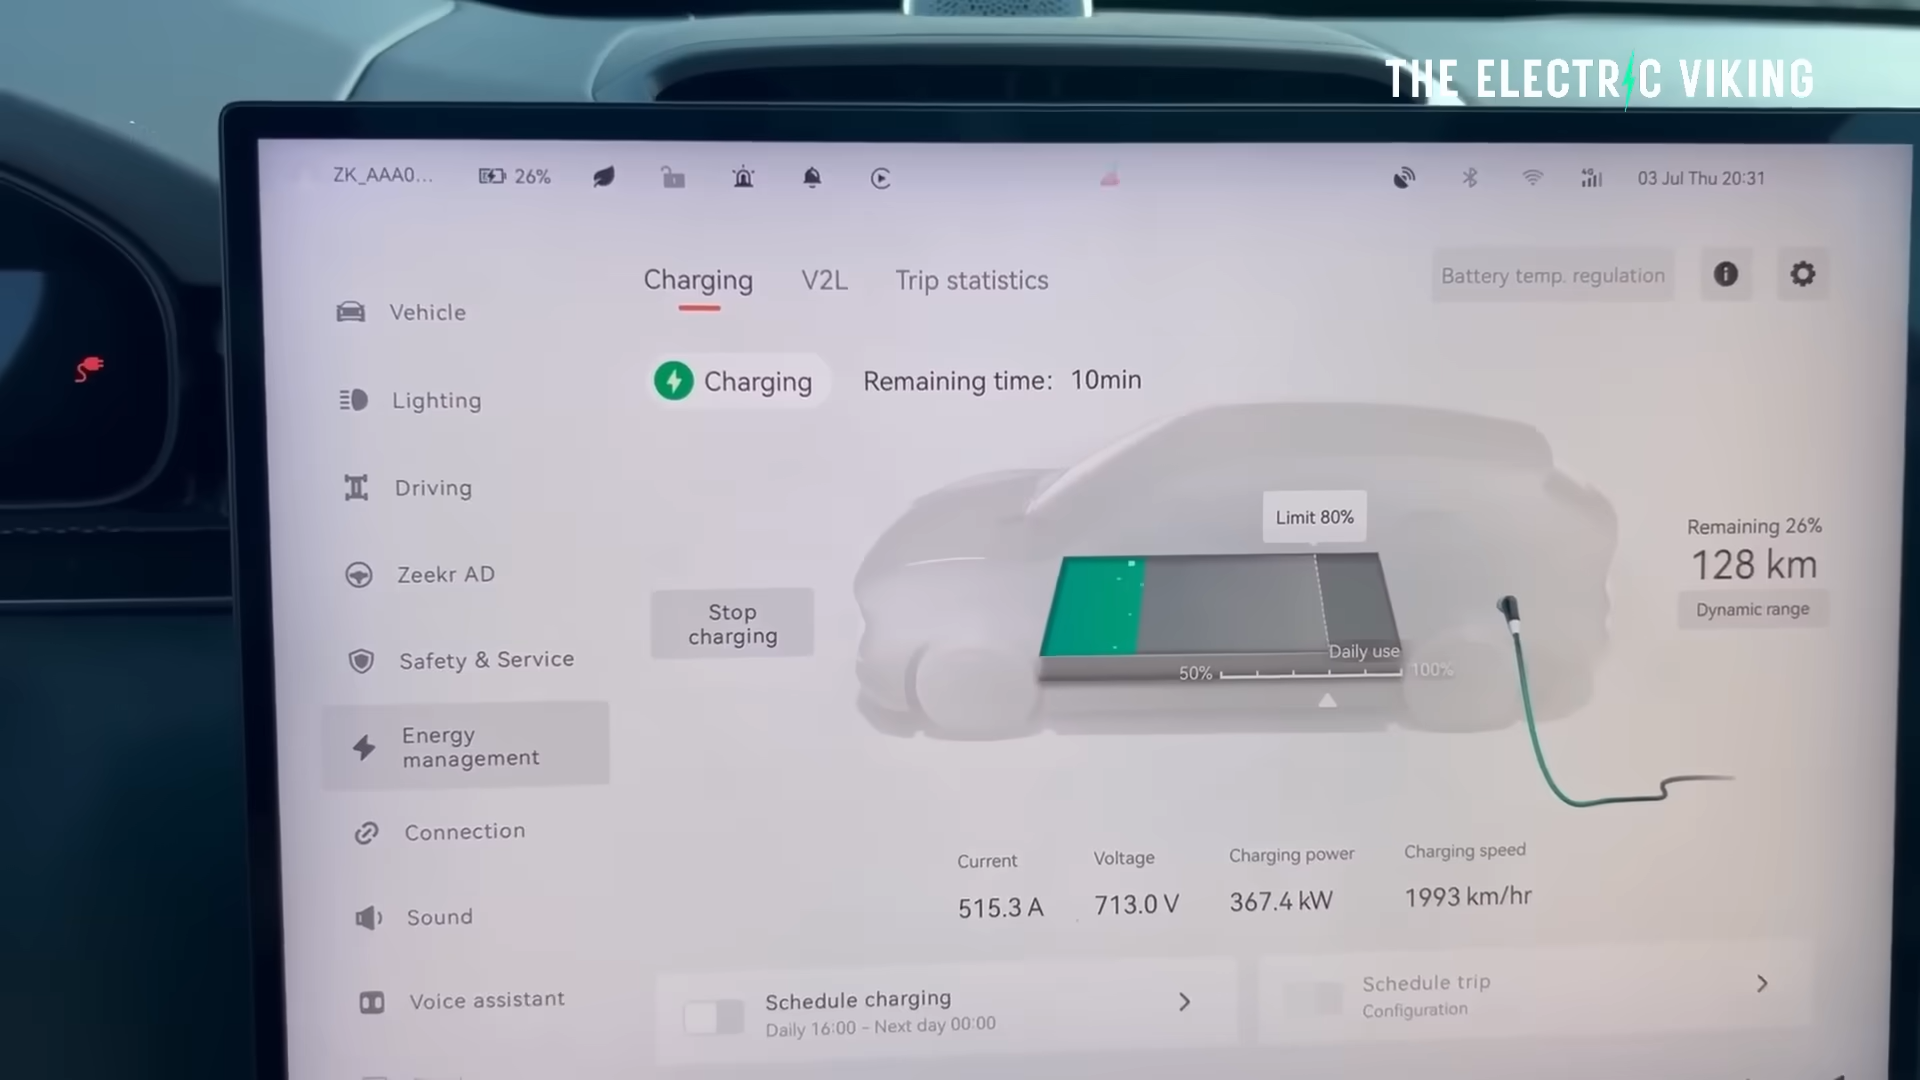 THE ELECTRIC VIKING
ZK_AAA0...
26%
4G
03 Jul Thu 20:31
Charging
V2L
Trip statistics
Battery temp. regulation
Vehicle
Lighting
Driving
Zeekr AD
Safety & Service
Energy
management
Connection
Sound
Voice assistant
Charging
Remaining time: 10min
Limit 80%
Stop
charging
Daily use
50%
100%
Remaining 26%
128 km
Dynamic range
Current
Voltage
Charging power
Charging speed
515.3 A
713.0 V
367.4 kW
1993 km/hr
Schedule charging
Daily 16:00 - Next day 00:00
Schedule trip
Configuration